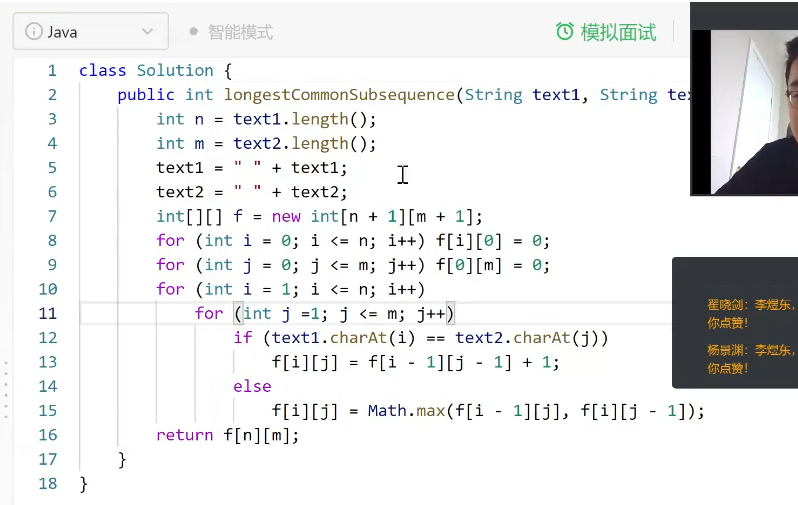 Java
智能模式
模拟面试
1 class Solution {
2 public int longestCommonSubsequence(String text1, String tex
3 int n = text1.length();
4 int m = text2.length();
5 text1 = " " + text1;
6 text2 = " " + text2;
7 int[][] f = new int[n + 1][m + 1];
8 for (int i = 0; i <= n; i++) f[i][0] = 0;
9 for (int j = 0; j <= m; j++) f[0][m] = 0;
10 for (int i = 1; i <= n; i++)
11 for (int j =1; j <= m; j++)
12 if (text1.charAt(i) == text2.charAt(j))
13 f[i][j] = f[i - 1][j - 1] + 1;
14 else
15 f[i][j] = Math.max(f[i - 1][j], f[i][j - 1]);
16 return f[n][m];
17 }
18 }
翟晓剑：李煜东，
你点赞！
杨景渊：李煜东，
你点赞！